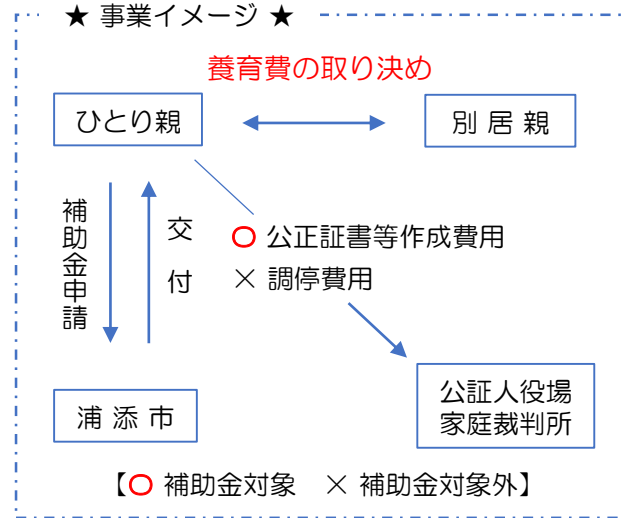 ★ 事業イメージ ★
養育費の取り決め
ひとり親
別 居 親
補助金申請
交付
〇 公正証書等作成費用
× 調停費用
浦 添 市
公証人役場
家庭裁判所
【〇 補助金対象　× 補助金対象外】